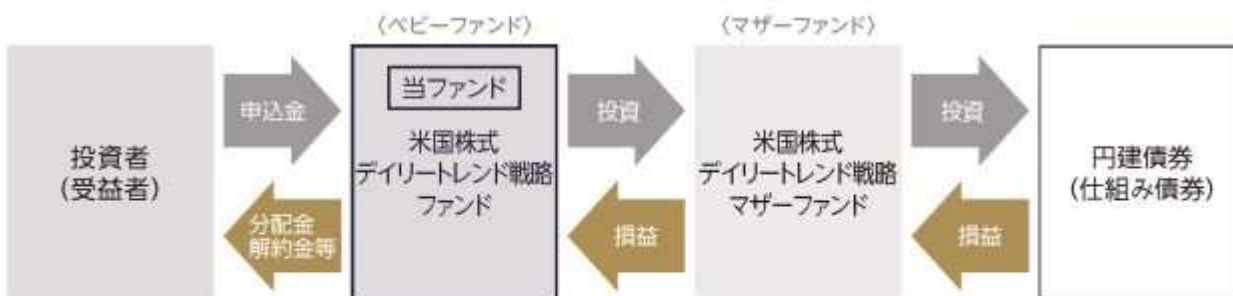 〈ベビーファンド〉
〈マザーファンド〉
投資者
(受益者)
申込金
分配金
解約金等
当ファンド
米国株式
デイリートレンド戦略
ファンド
投資
損益
米国株式
デイリートレンド戦略
マザーファンド
投資
損益
円建債券
(仕組み債券)